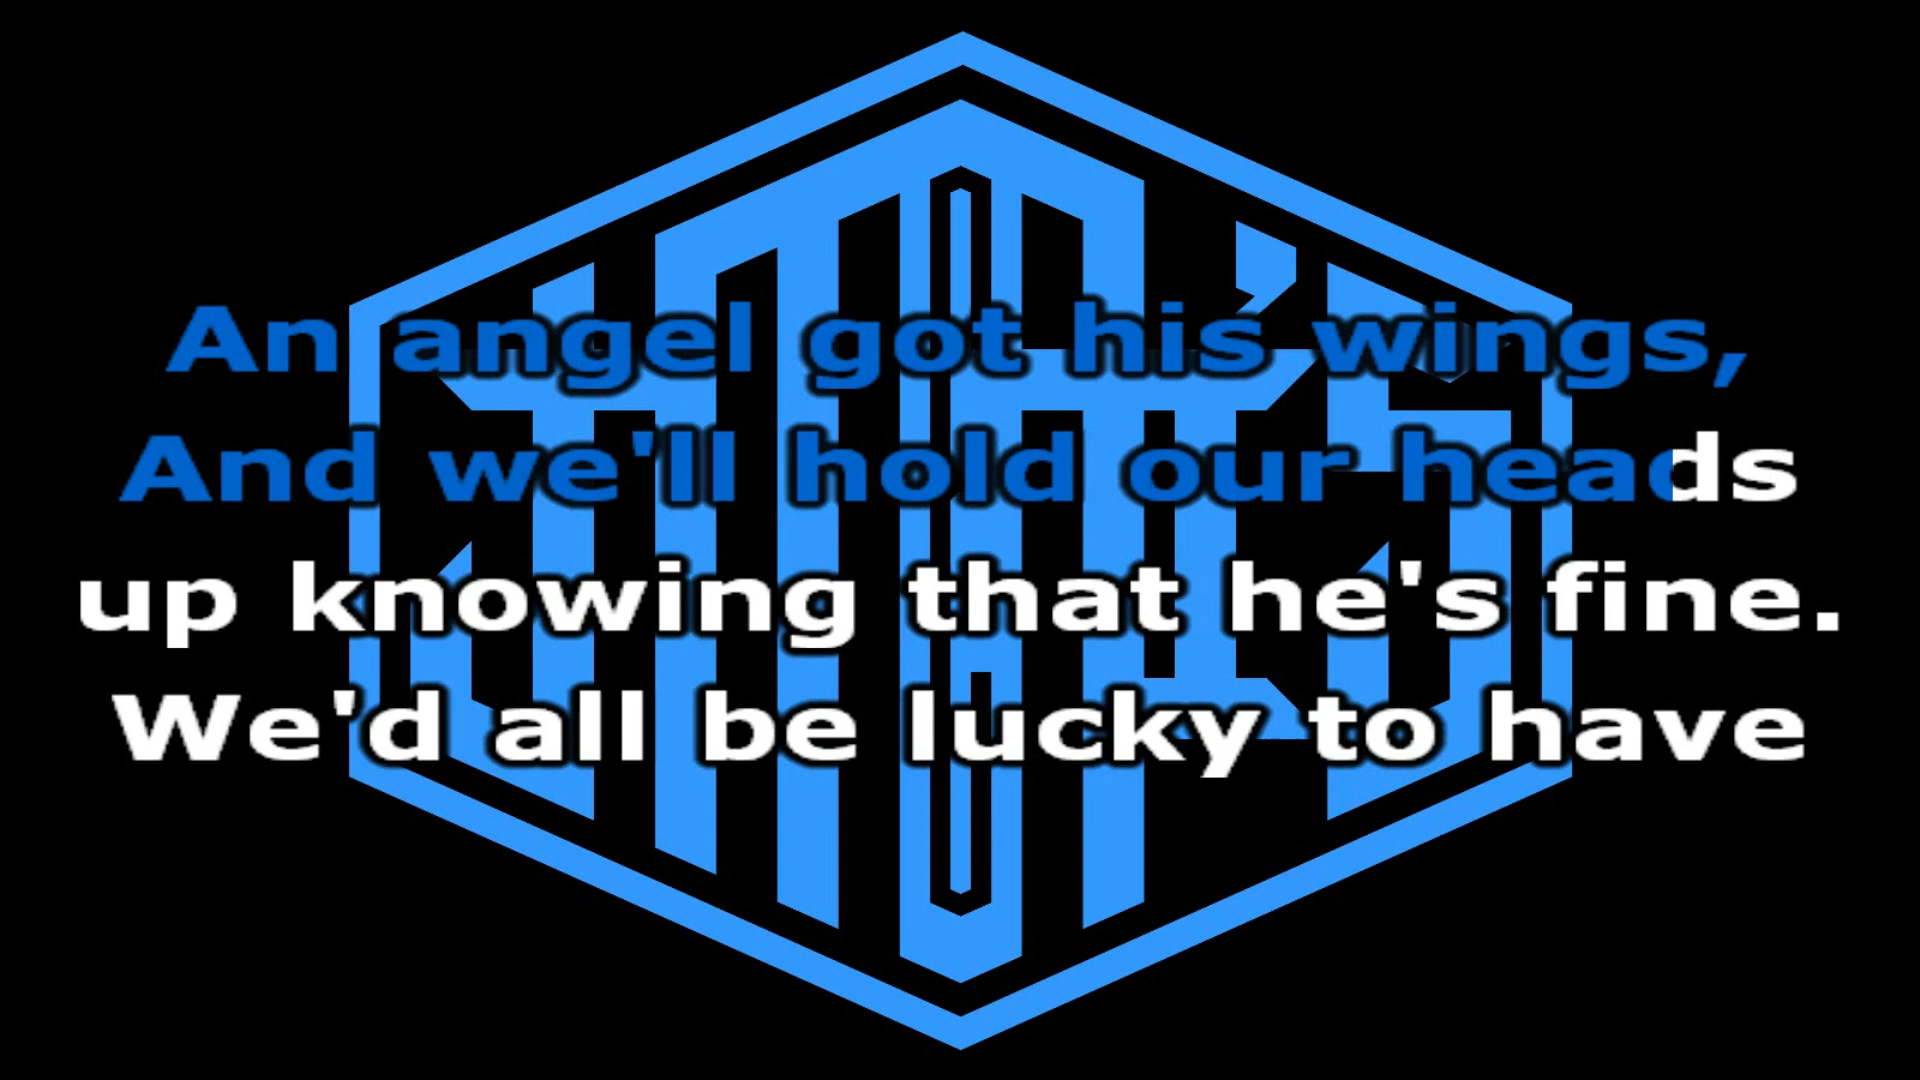 An angel got his wings,
And we'll hold our heads
up knowing that he's fine.
We'd all be lucky to have